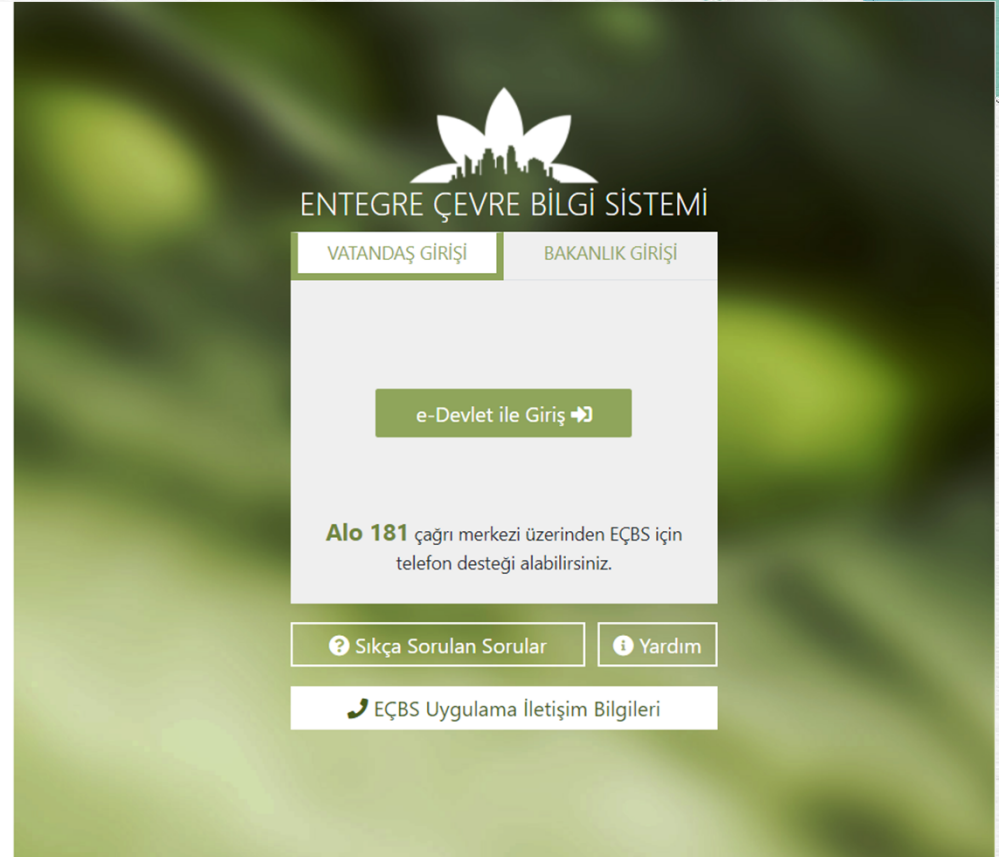 ENTEGRE ÇEVRE BİLGİ SİSTEMİ
VATANDAŞ GİRİŞİ
BAKANLIK GİRİŞİ
e-Devlet ile Giriş
Alo 181 çağrı merkezi üzerinden EÇBS için
telefon desteği alabilirsiniz.
Sıkça Sorulan Sorular
Yardım
EÇBS Uygulama İletişim Bilgileri